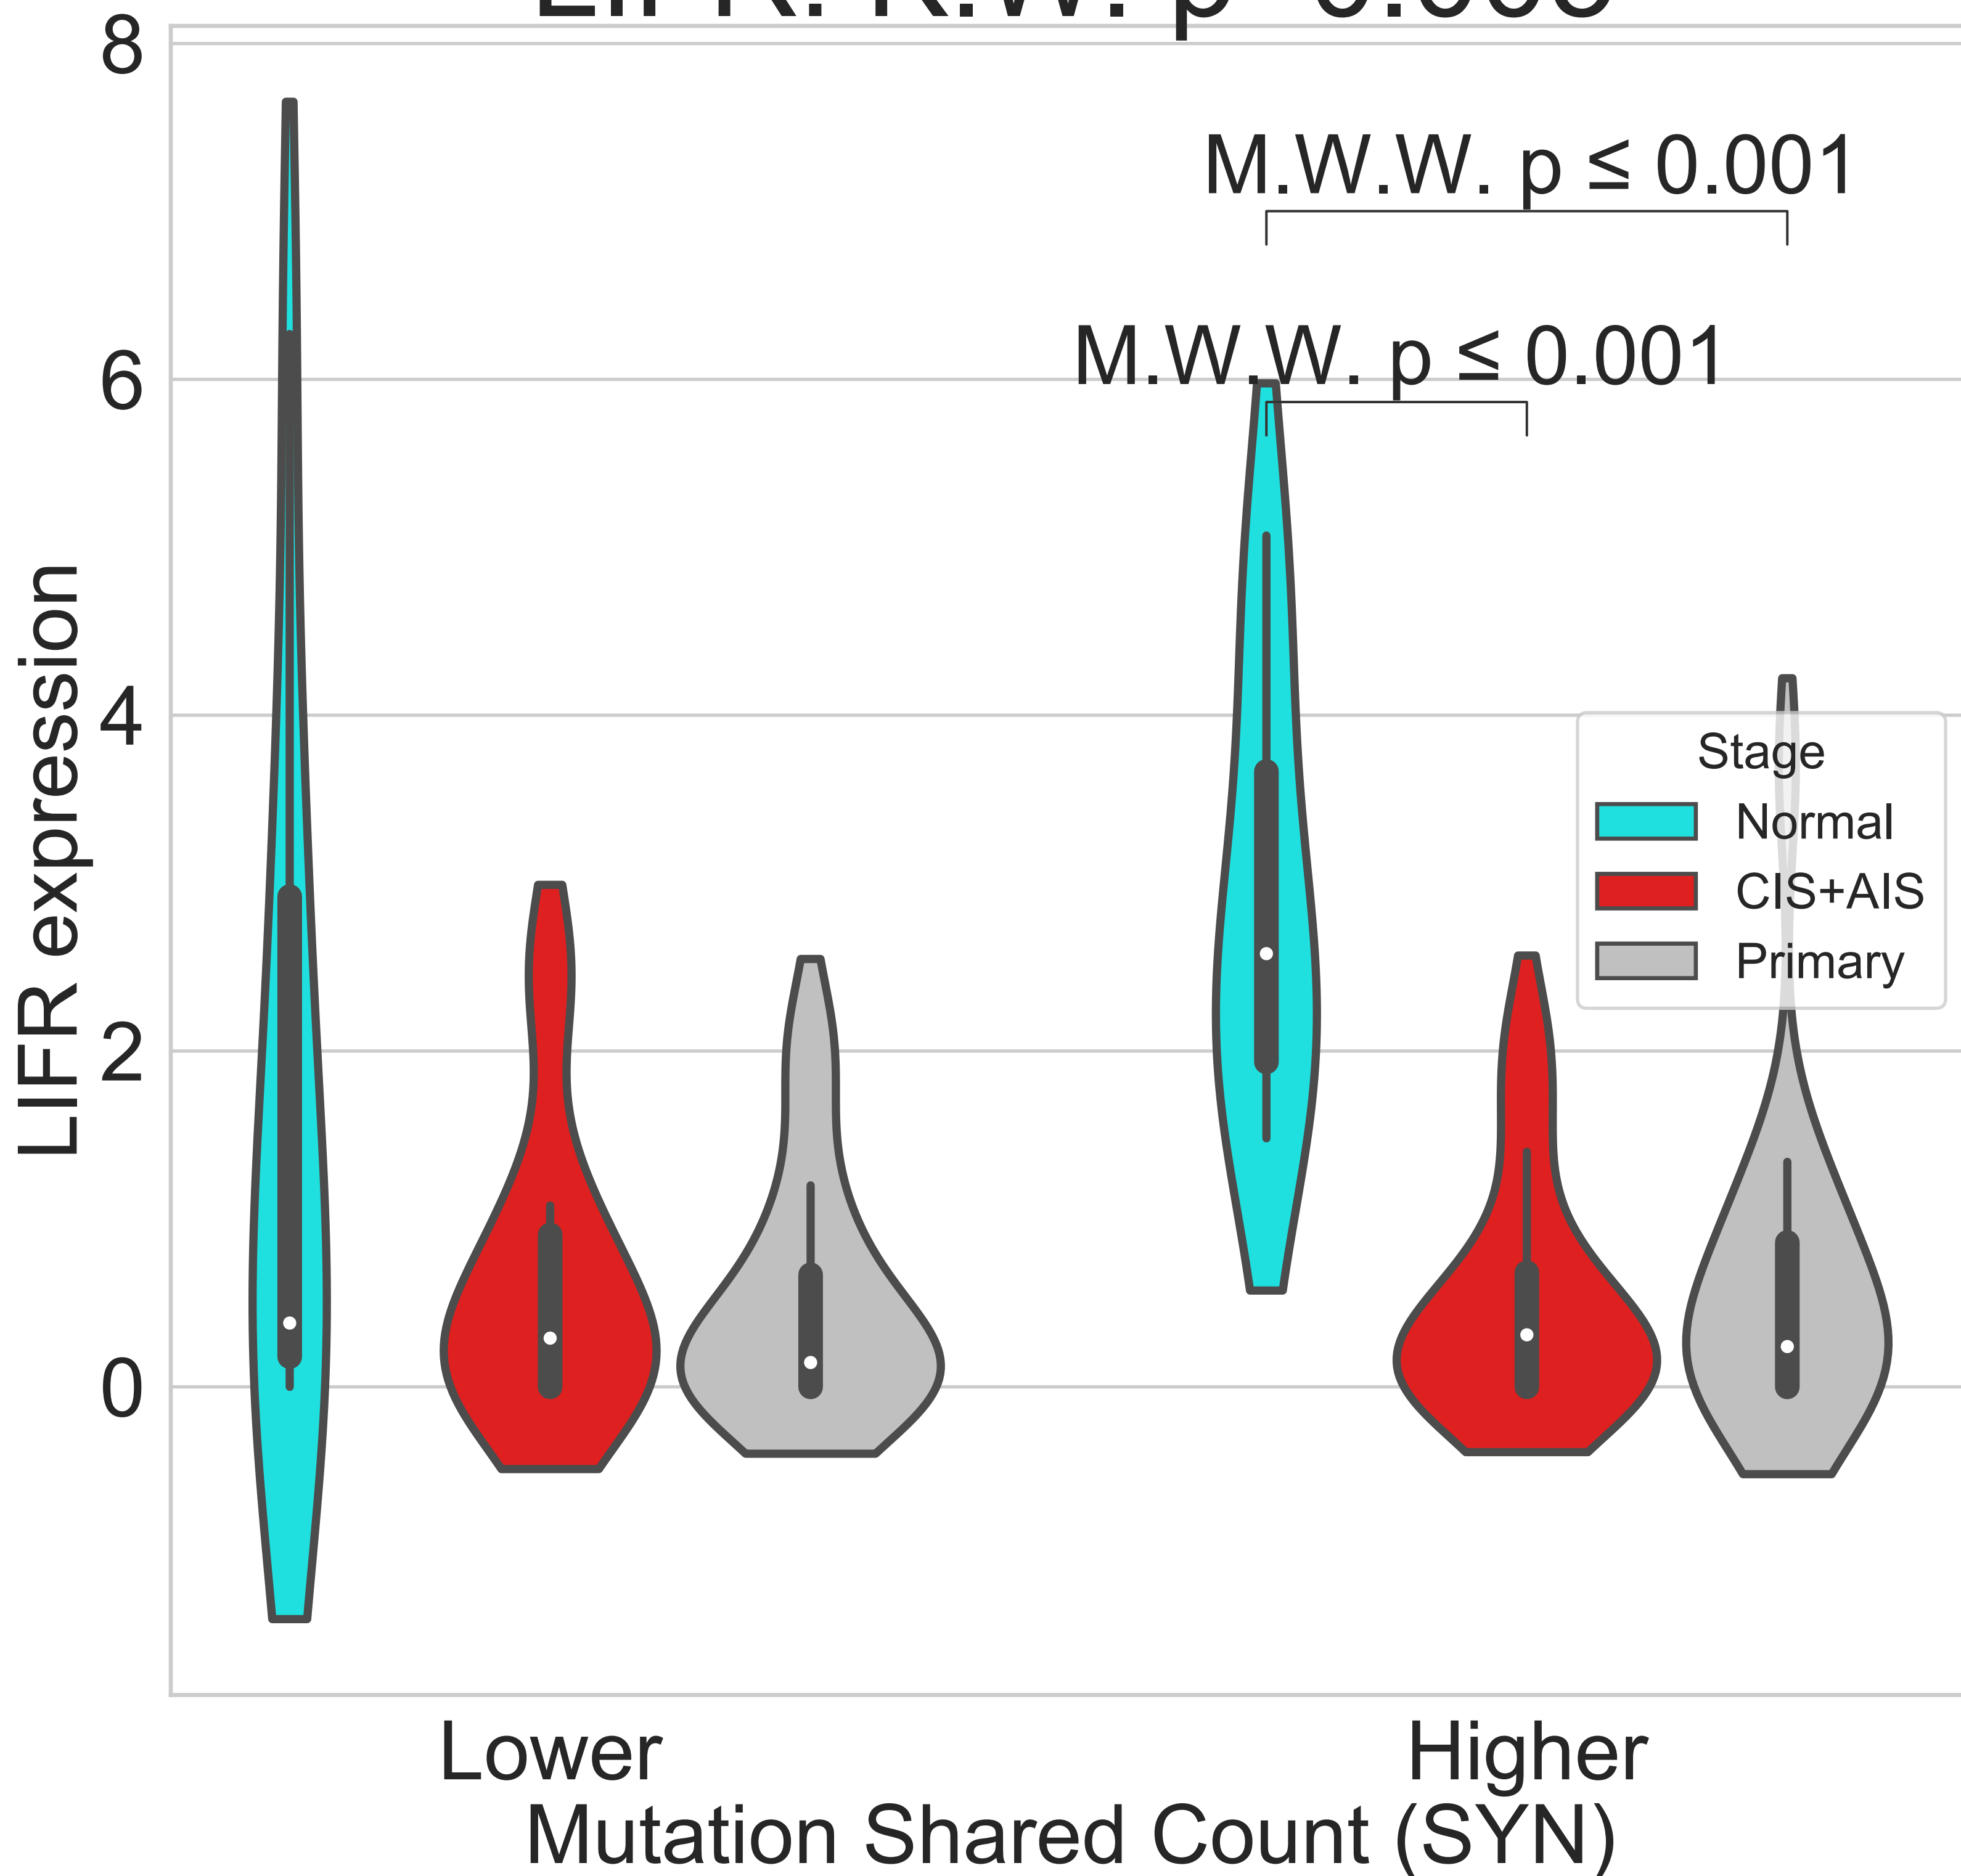 8
M.W.W. p ≤ 0.001
M.W.W. p ≤ 0.001
6
4
2
0
LIFR expression
Stage
Normal
CIS+AIS
Primary
Lower
Higher
Mutation Shared Count (SYN)